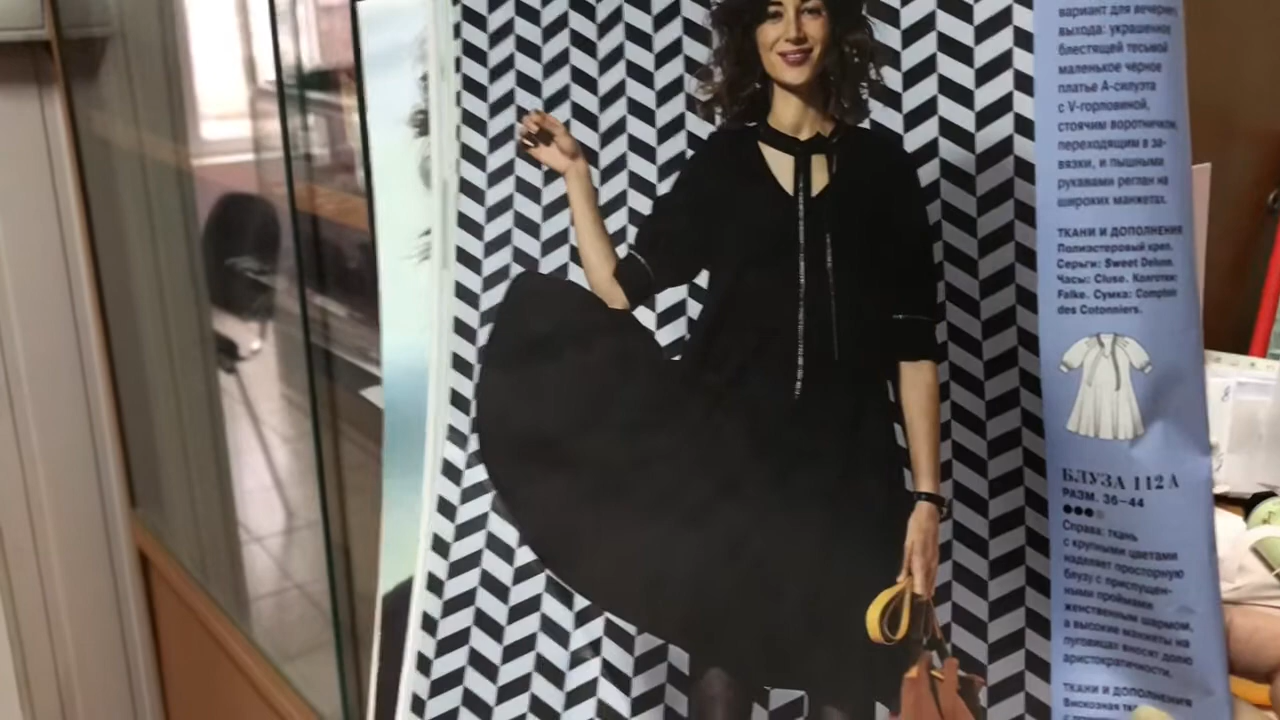 вариант для вечернего
выхода: украшенное
блестящей тесьмой
маленькое черное
платье А-силуэта
с V-горловиной,
стоячим воротничком,
переходящим в за-
вязки, и пышными
рукавами реглан на
широких манжетах.
ТКАНИ И ДОПОЛНЕНИЯ
Полиэстеровый креп.
Серьги: Sweet Deluxe.
Часы: Cluse. Колготки:
Falke. Сумка: Comptoir
des Cotonniers.
БЛУЗА 112 А
РАЗМ. 36–44
Справа: ткань
с крупными цветами
наделяет просторную
блузу с приспущен-
ными проймами
женственным шармом,
а высокие манжеты на
пуговицах вносят долю
аристократичности.
ТКАНИ И ДОПОЛНЕНИЯ
Вискозная